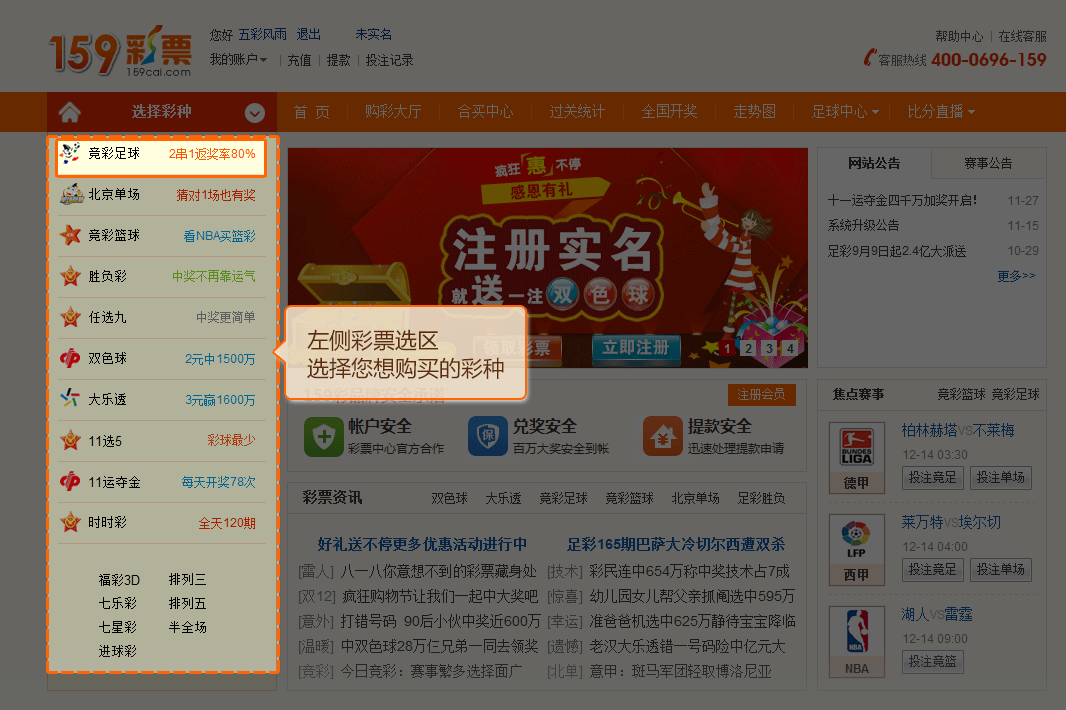 159彩票
159cai.com
您好 五彩风雨 退出 未实名
我的账户 | 充值 | 提款 | 投注记录
帮助中心 | 在线客服
客服热线 400-0696-159
选择彩种
首 页
购彩大厅
合买中心
过关统计
全国开奖
走势图
足球中心
比分直播
竞彩足球 2串1返奖率80%
北京单场 猜对1场也有奖
竞彩篮球 看NBA买篮彩
胜负彩 中奖不再靠运气
任选九 中奖更简单
双色球 2元中1500万
大乐透 3元赢1600万
11选5 彩球最少
11运夺金 每天开奖78次
时时彩 全天120期
福彩3D 排列三
七乐彩 排列五
七星彩 半全场
进球彩
疯狂“惠”不停
感恩有礼
注册实名
就送一注双色球
领取彩票 立即注册
1 2 3 4
左侧彩票选区
选择您想购买的彩种
159彩品牌安全承诺
注册会员
帐户安全
彩票中心官方合作
兑奖安全
百万大奖安全到帐
提款安全
迅速处理提款申请
彩票资讯 双色球 大乐透 竞彩足球 竞彩篮球 北京单场 足彩胜负
好礼送不停更多优惠活动进行中
足彩165期巴萨大冷切尔西遭双杀
[雷人] 八一八你意想不到的彩票藏身处
[技术] 彩民连中654万称中奖技术占7成
[双12] 疯狂购物节让我们一起中大奖吧
[惊喜] 幼儿园女儿帮父亲抓阄选中595万
[意外] 打错号码 90后小伙中奖近600万
[幸运] 准爸爸机选中625万静待宝宝降临
[温暖] 中双色球28万仨兄弟一同去领奖
[遗憾] 老汉大乐透错一号码险中亿元大
[竞彩] 今日竞彩：赛事繁多选择面广
[北单] 意甲：斑马军团轻取博洛尼亚
网站公告 赛事公告
十一运夺金四千万加奖开启! 11-27
系统升级公告 11-15
足彩9月9日起2.4亿大派送 10-29
更多>>
焦点赛事 竞彩篮球 竞彩足球
BUNDES
LIGA
德甲
柏林赫塔VS不莱梅
12-14 03:30
投注竞足 投注单场
LFP
西甲
莱万特VS埃尔切
12-14 04:00
投注竞足 投注单场
NBA
湖人VS雷霆
12-14 09:00
投注竞篮